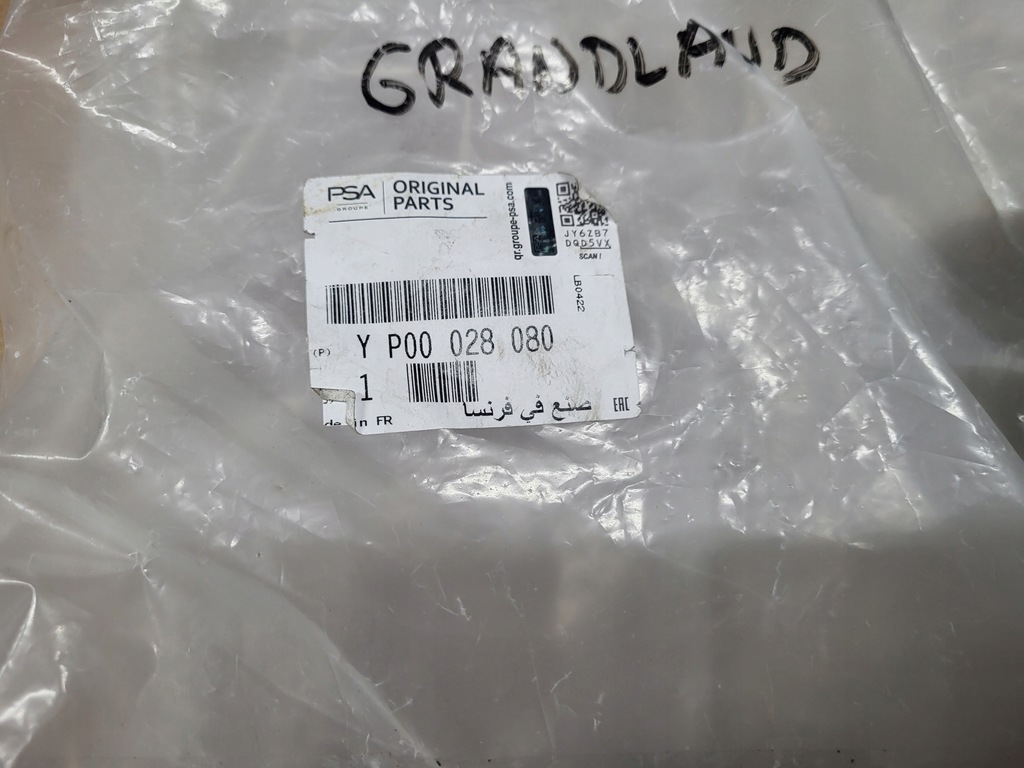 GRANDLAND
PSA
GROUPE
ORIGINAL
PARTS
qr.groupe-psa.com
JY6ZB7
DQD5VX
SCAN!
LB0422
(P) Y P00 028 080
1
de in FR
صنع في فرنسا
EAC